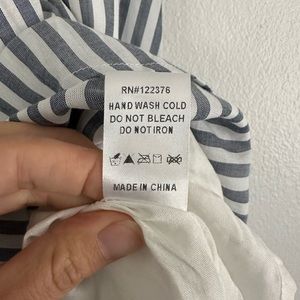 RN#122376
HAND WASH COLD
DO NOT BLEACH
DO NOT IRON
MADE IN CHINA